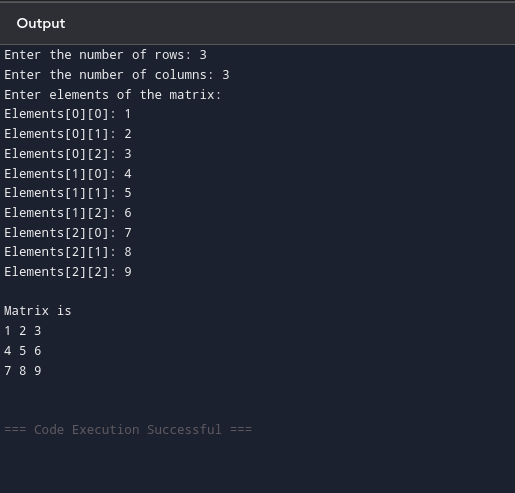 Output
Enter the number of rows: 3
Enter the number of columns: 3
Enter elements of the matrix:
Elements[0][0]: 1
Elements[0][1]: 2
Elements[0][2]: 3
Elements[1][0]: 4
Elements[1][1]: 5
Elements[1][2]: 6
Elements[2][0]: 7
Elements[2][1]: 8
Elements[2][2]: 9
Matrix is
1 2 3
4 5 6
7 8 9
=== Code Execution Successful ===